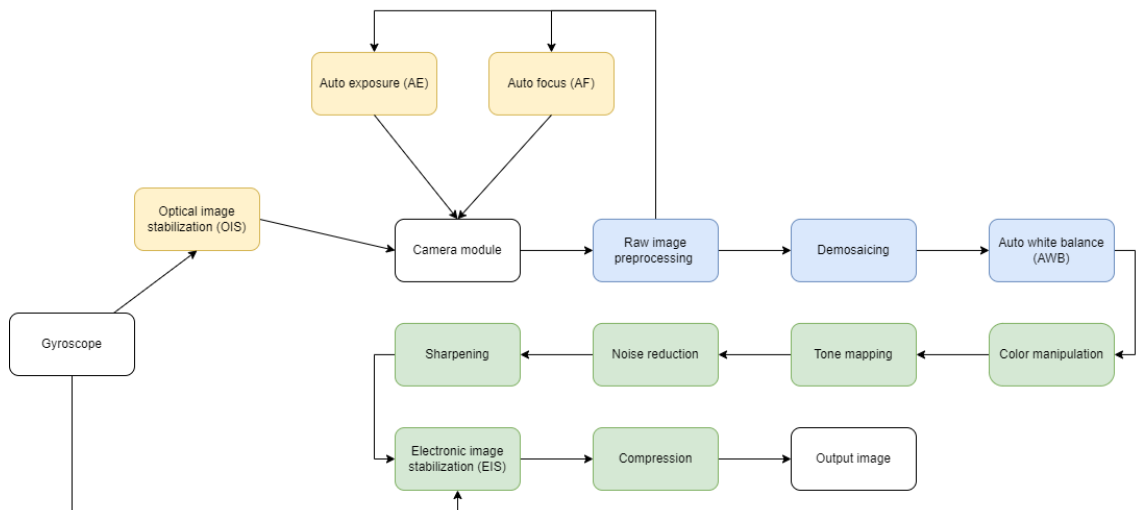 Auto exposure (AE)
Auto focus (AF)
Optical image
stabilization (OIS)
Camera module
Raw image
preprocessing
Demosaicing
Auto white balance
(AWB)
Gyroscope
Sharpening
Noise reduction
Tone mapping
Color manipulation
Electronic image
stabilization (EIS)
Compression
Output image